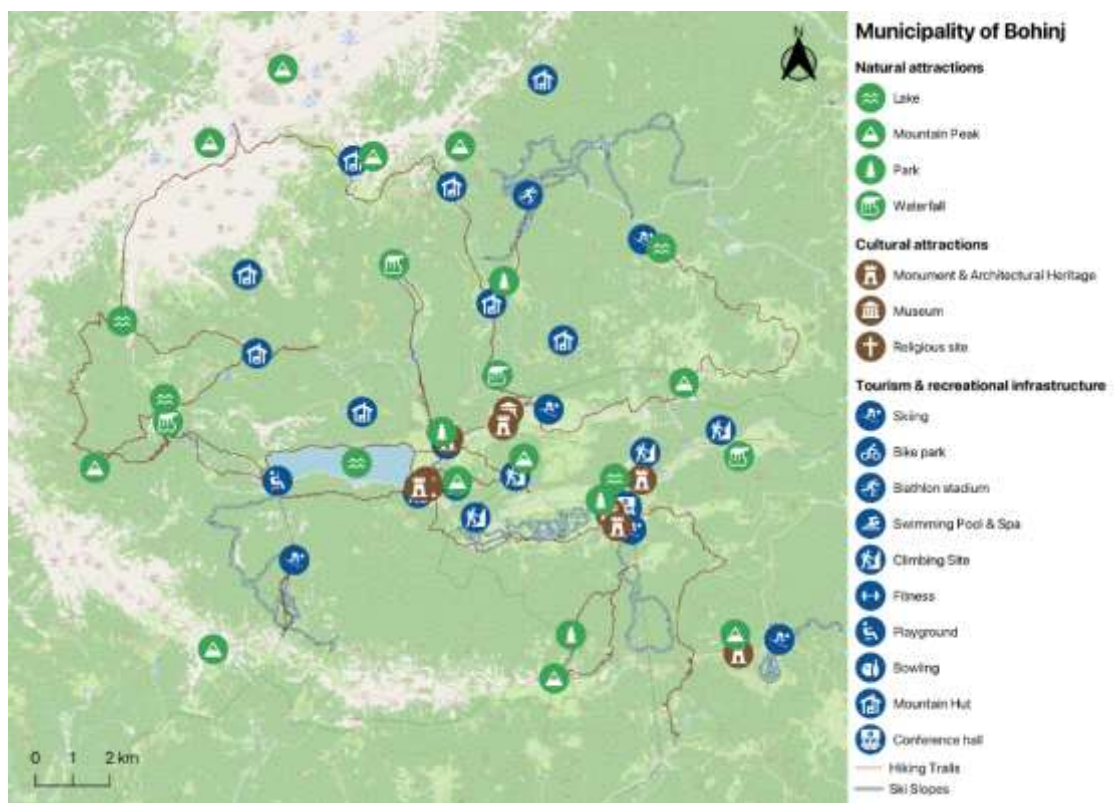 N
0 1 2 km
Municipality of Bohinj
Natural attractions
Lake
Mountain Peak
Park
Waterfall
Cultural attractions
Monument & Architectural Heritage
Museum
Religious site
Tourism & recreational infrastructure
Skiing
Bike park
Biathlon stadium
Swimming Pool & Spa
Climbing Site
Fitness
Playground
Bowling
Mountain Hut
Conference hall
Hiking Trails
Ski Slopes